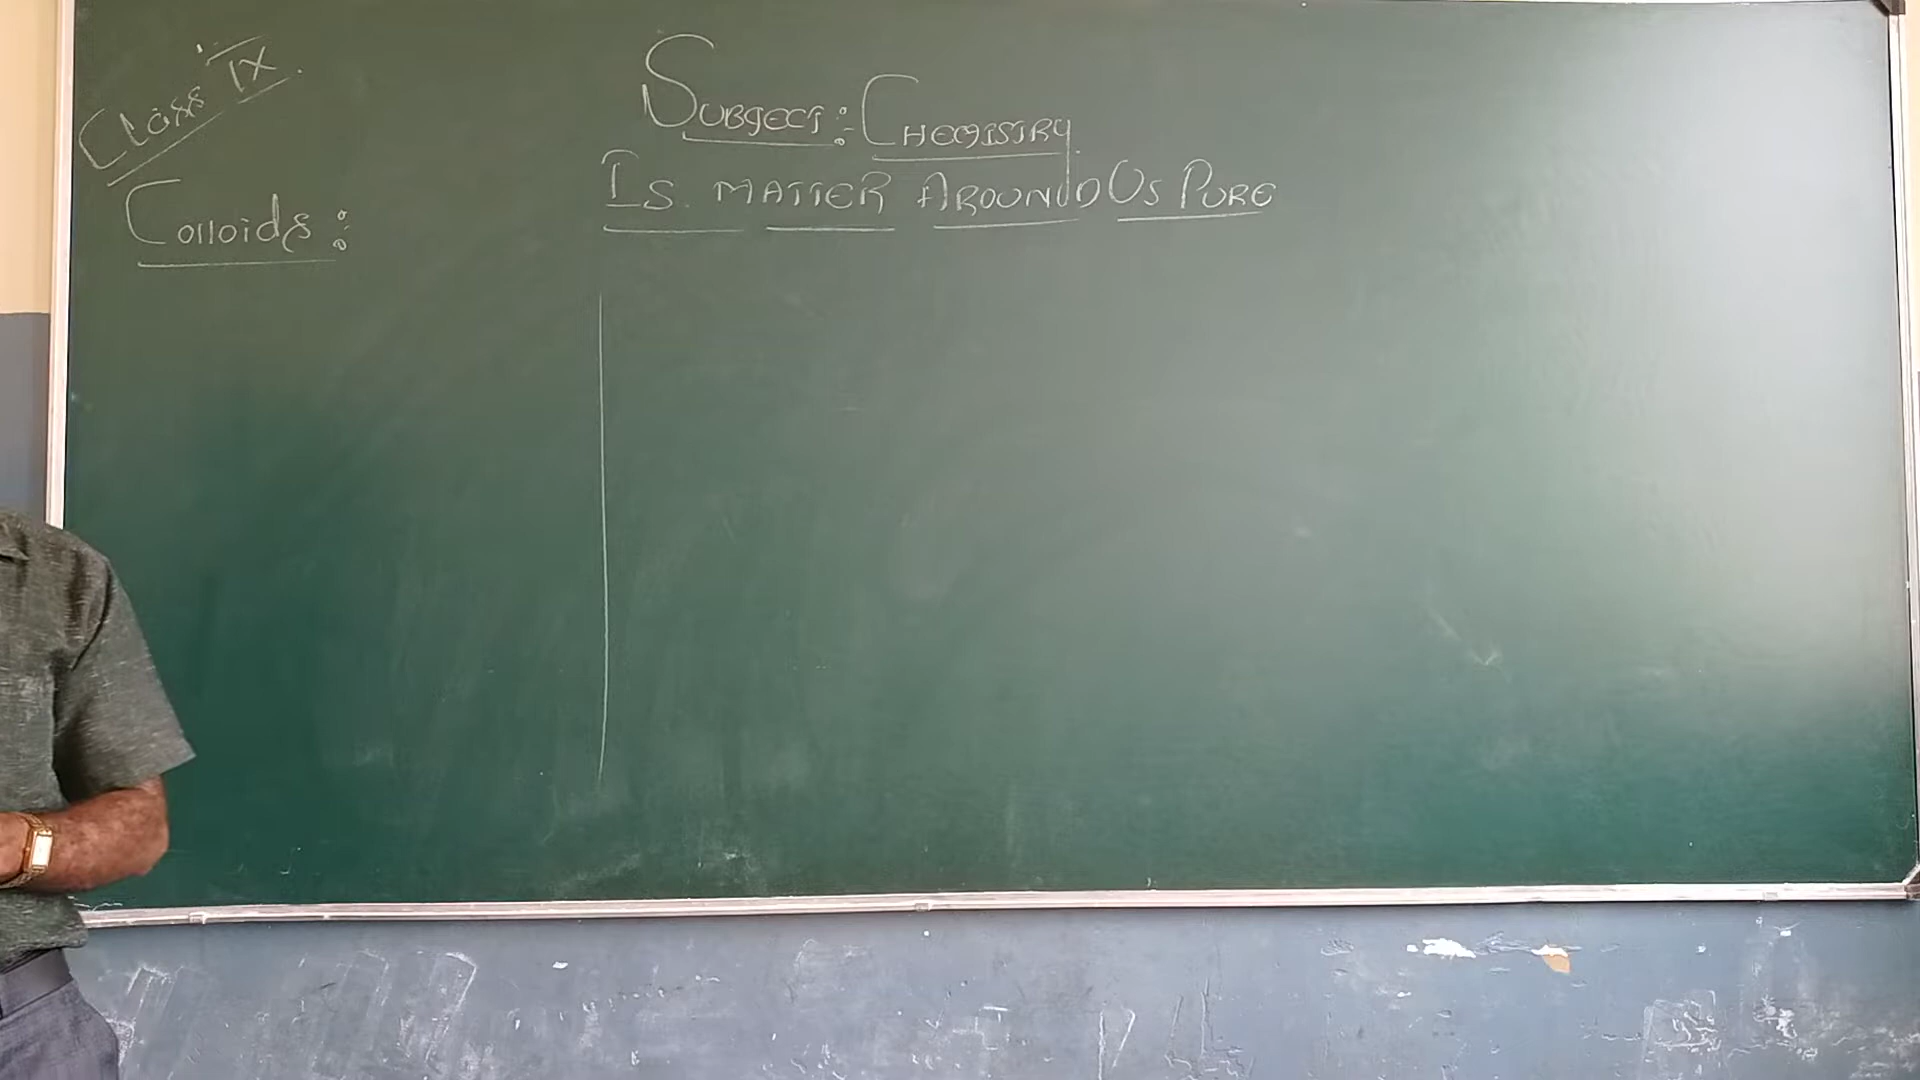 Class IX.
SUBJECT:- CHEMISTRY
IS MATTER AROUND US PURE
Colloids:-